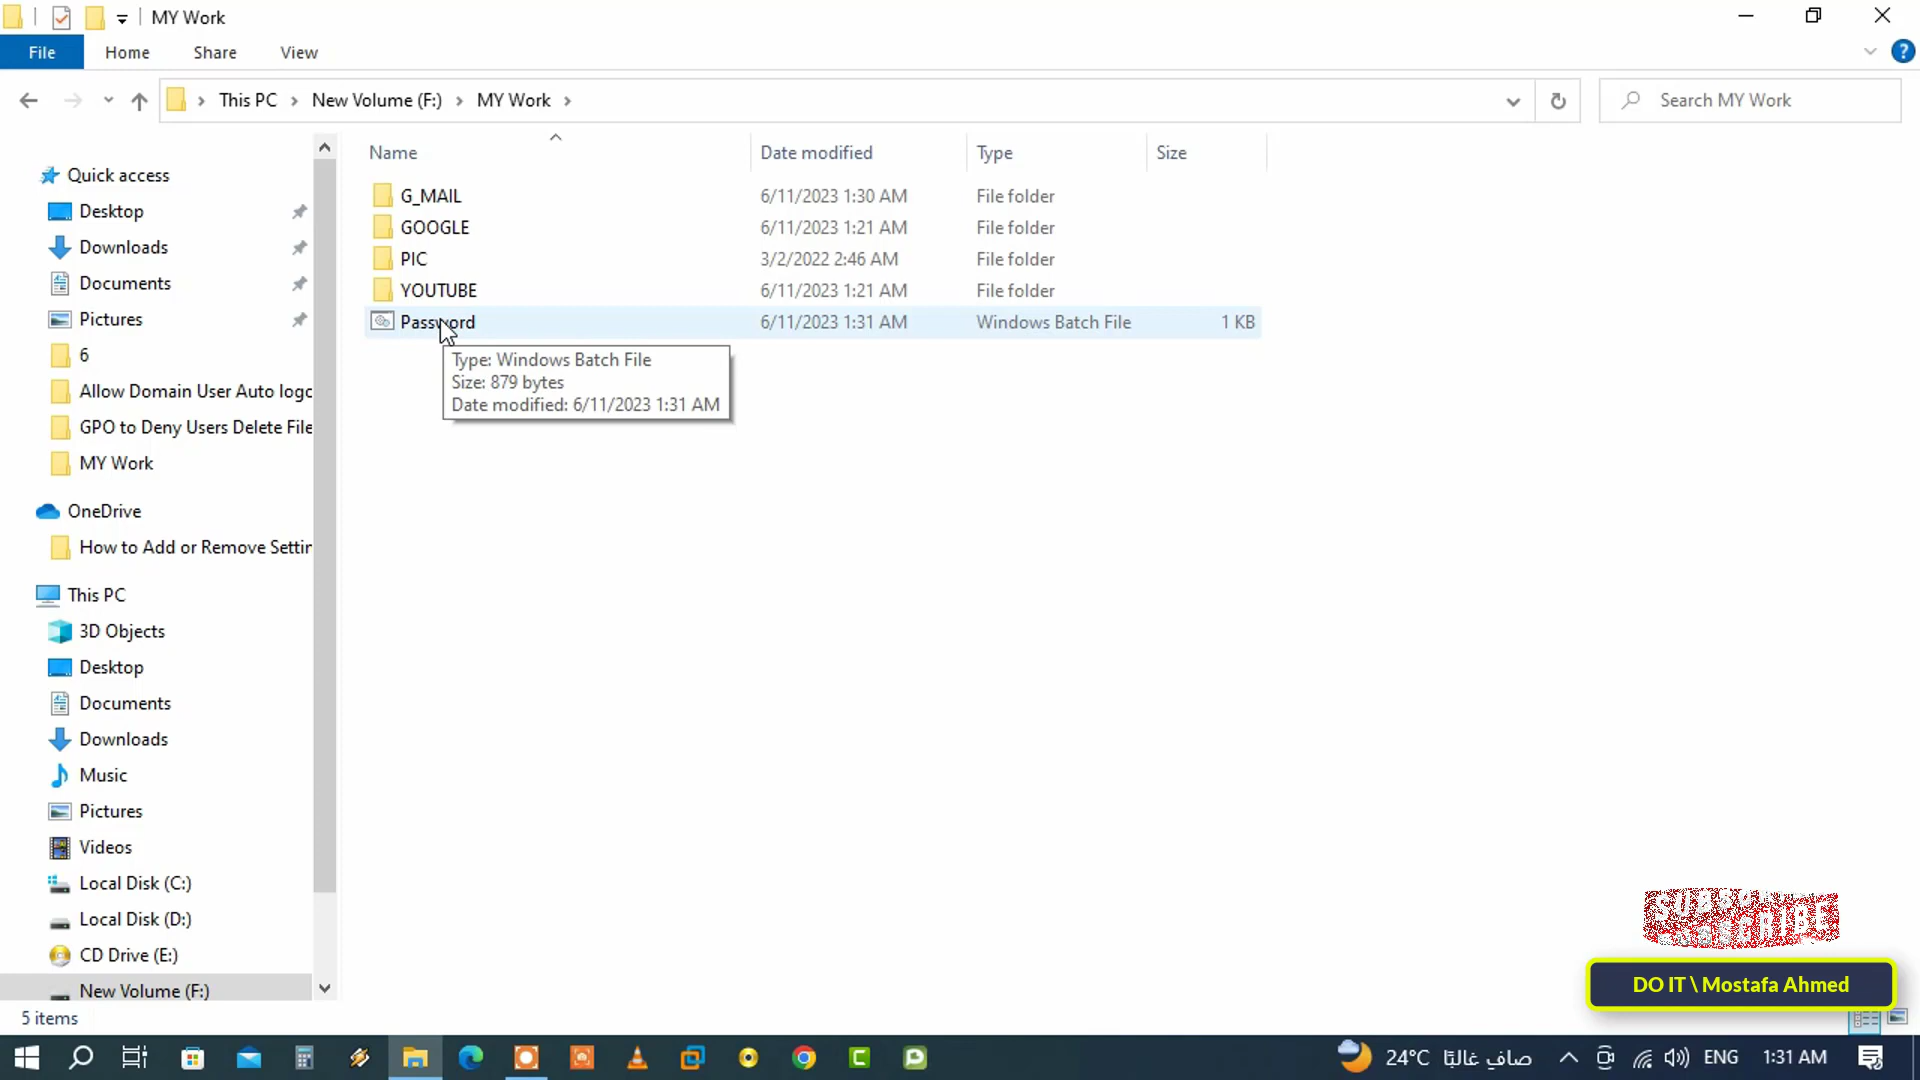 MY Work
File Home Share View
This PC New Volume (F:) MY Work
Search MY Work
Name Date modified Type Size
G_MAIL 6/11/2023 1:30 AM File folder
GOOGLE 6/11/2023 1:21 AM File folder
PIC 3/2/2022 2:46 AM File folder
YOUTUBE 6/11/2023 1:21 AM File folder
Password 6/11/2023 1:31 AM Windows Batch File 1 KB
Type: Windows Batch File
Size: 879 bytes
Date modified: 6/11/2023 1:31 AM
Quick access
Desktop
Downloads
Documents
Pictures
6
Allow Domain User Auto logo
GPO to Deny Users Delete File
MY Work
OneDrive
How to Add or Remove Settin
This PC
3D Objects
Desktop
Documents
Downloads
Music
Pictures
Videos
Local Disk (C:)
Local Disk (D:)
CD Drive (E:)
New Volume (F:)
5 items
SUBSCRIBE
DO IT \ Mostafa Ahmed
24°C صافٍ غالبًا ENG 1:31 AM